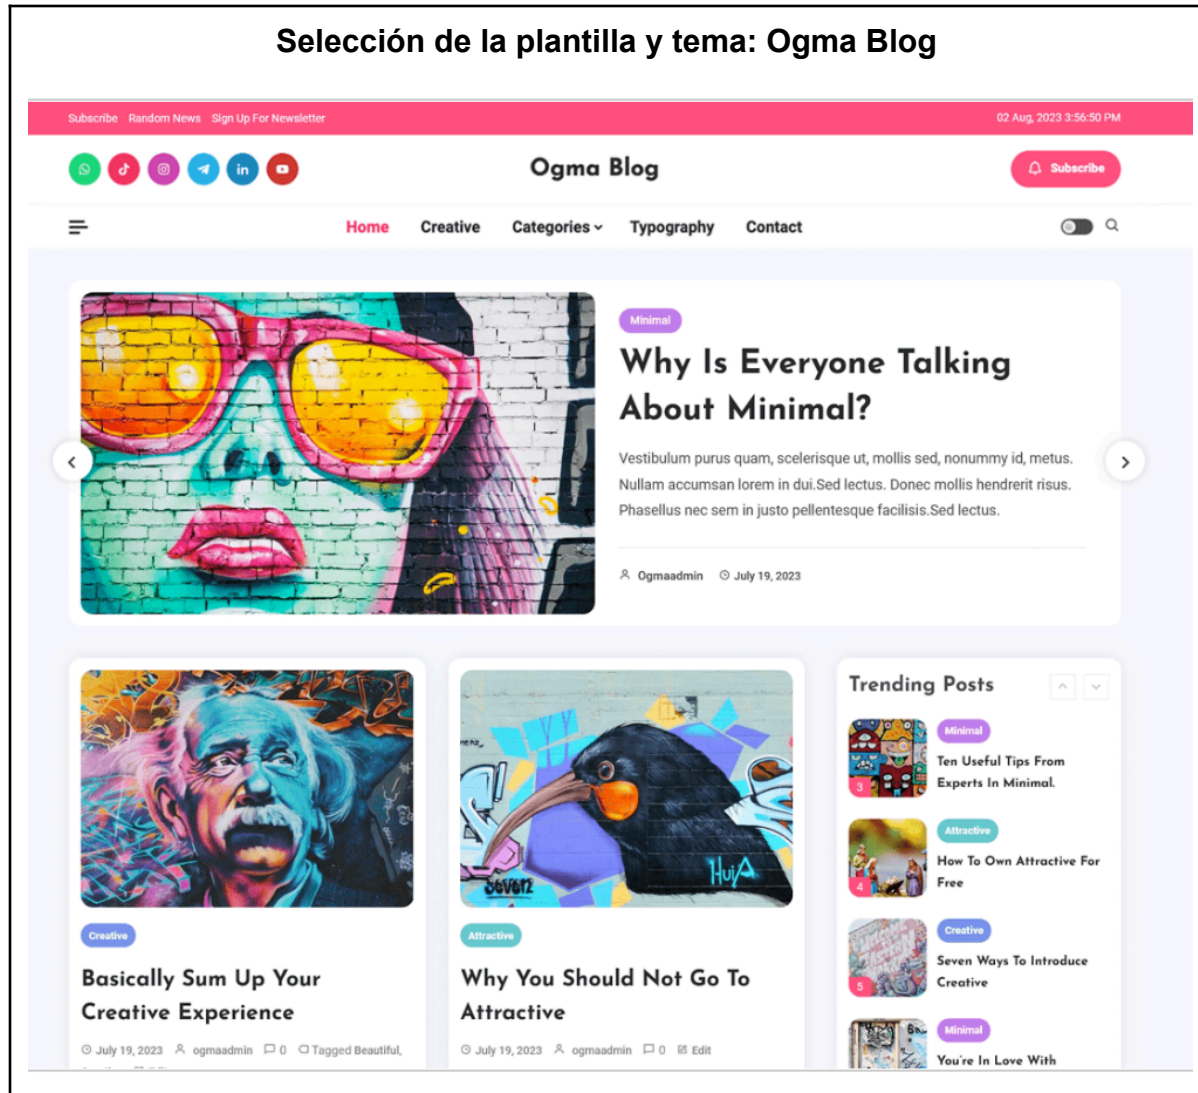 Selección de la plantilla y tema: Ogma Blog
Subscribe Random News Sign Up For Newsletter 02 Aug, 2023 3:56:50 PM
in Ogma Blog Subscribe
Home Creative Categories Typography Contact
Minimal
Why Is Everyone Talking
About Minimal?
Vestibulum purus quam, scelerisque ut, mollis sed, nonummy id, metus.
Nullam accumsan lorem in dui.Sed lectus. Donec mollis hendrerit risus.
Phasellus nec sem in justo pellentesque facilisis.Sed lectus.
Ogmaadmin July 19, 2023
Creative
Basically Sum Up Your
Creative Experience
July 19, 2023 ogmaadmin 0 Tagged Beautiful,
Huia
Attractive
Why You Should Not Go To
Attractive
July 19, 2023 ogmaadmin 0 Edit
Trending Posts
Minimal
Ten Useful Tips From
Experts In Minimal.
3
Attractive
How To Own Attractive For
Free
4
Creative
Seven Ways To Introduce
Creative
5
Minimal
You're In Love With